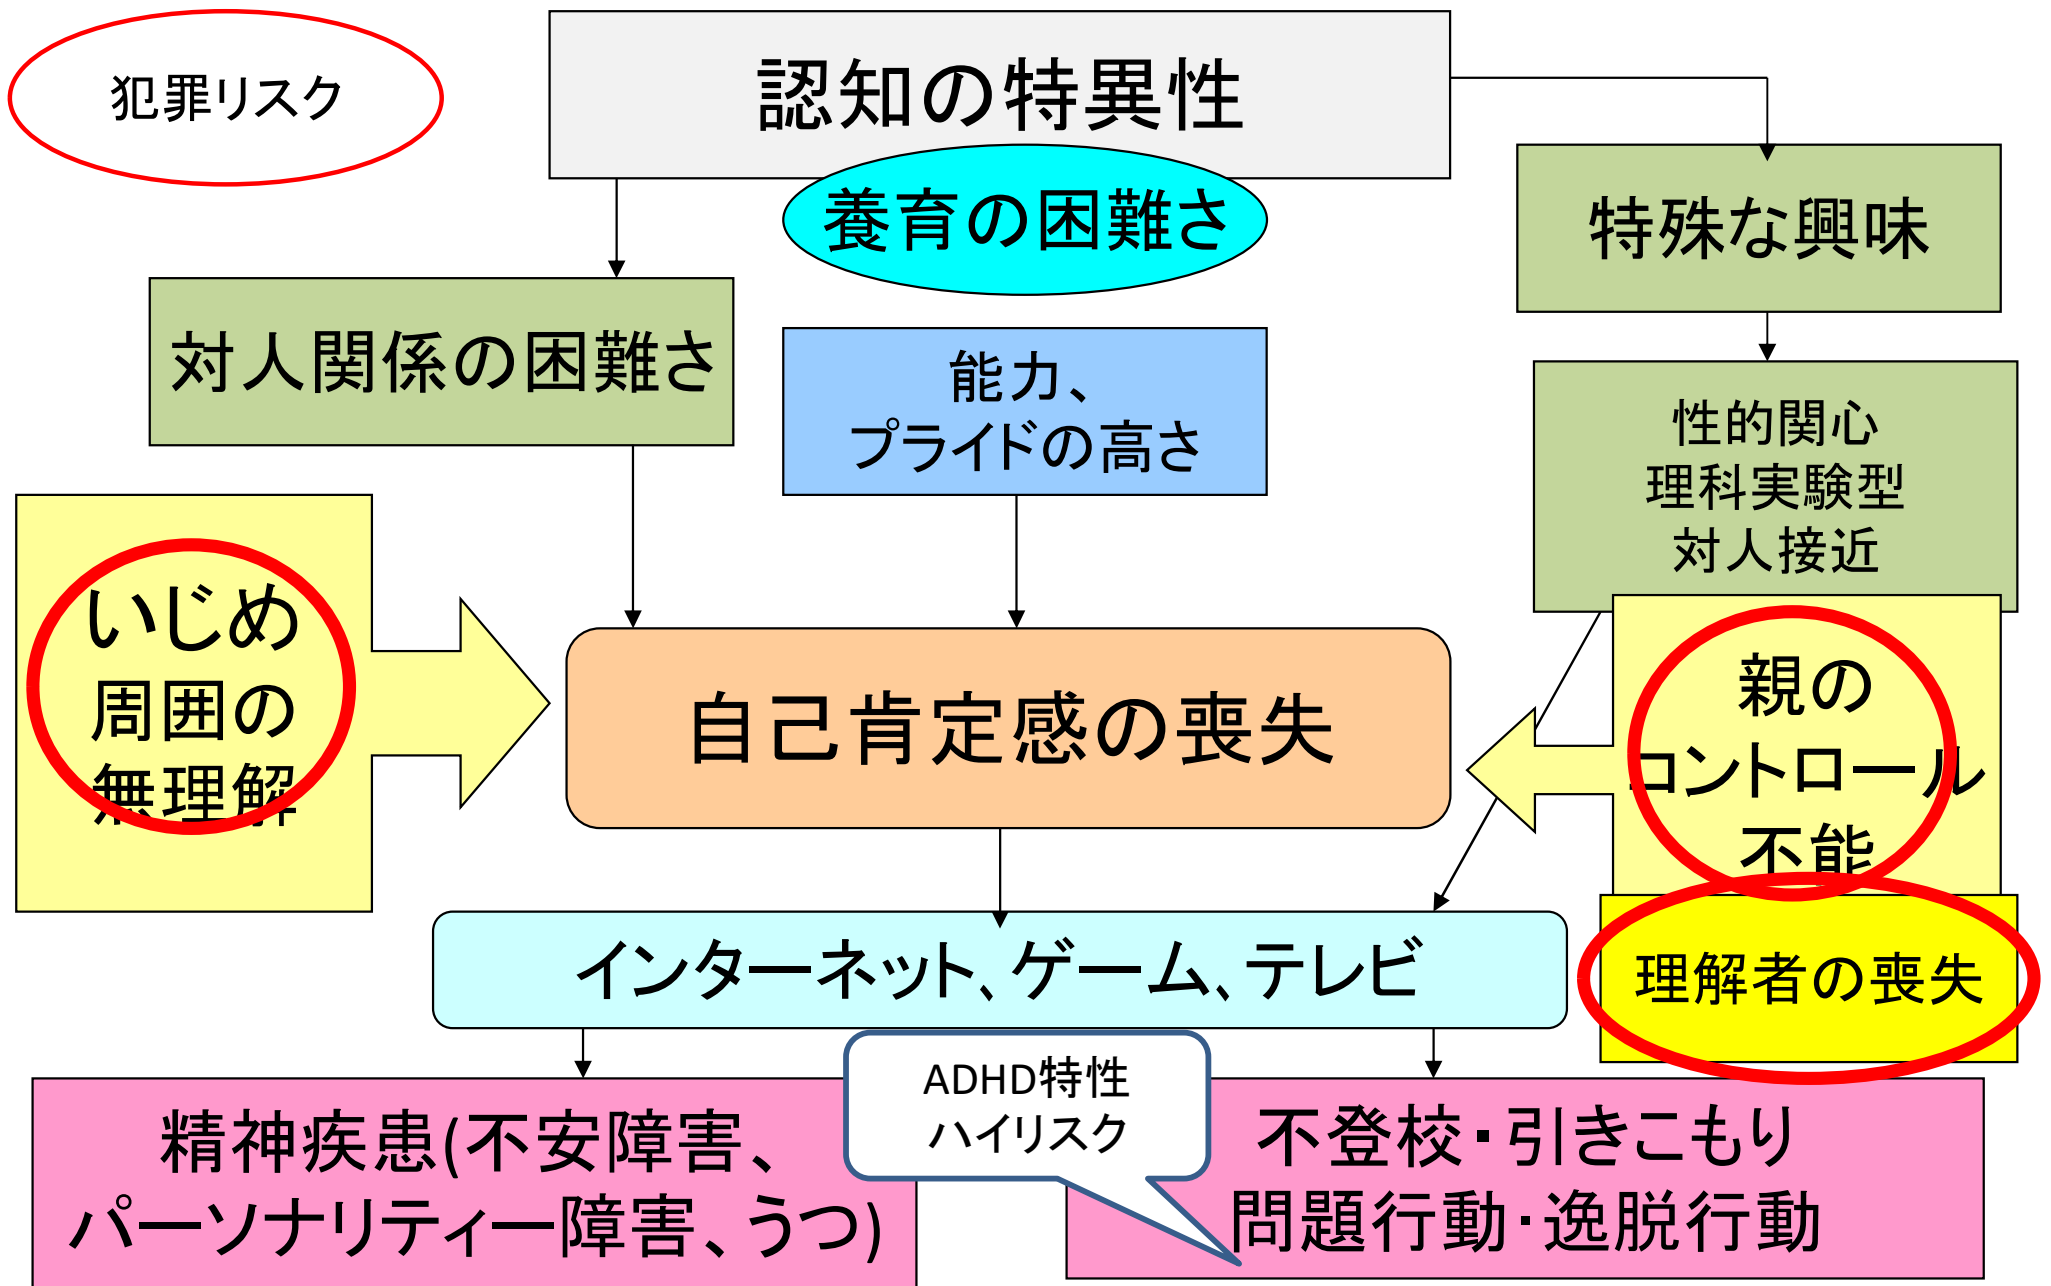 犯罪リスク
認知の特異性
養育の困難さ
特殊な興味
対人関係の困難さ
能力、
プライドの高さ
性的関心
理科実験型
対人接近
いじめ
周囲の
無理解
自己肯定感の喪失
親の
コントロール
不能
インターネット、ゲーム、テレビ
理解者の喪失
ADHD特性
ハイリスク
精神疾患(不安障害、
パーソナリティー障害、うつ)
不登校・引きこもり
問題行動・逸脱行動